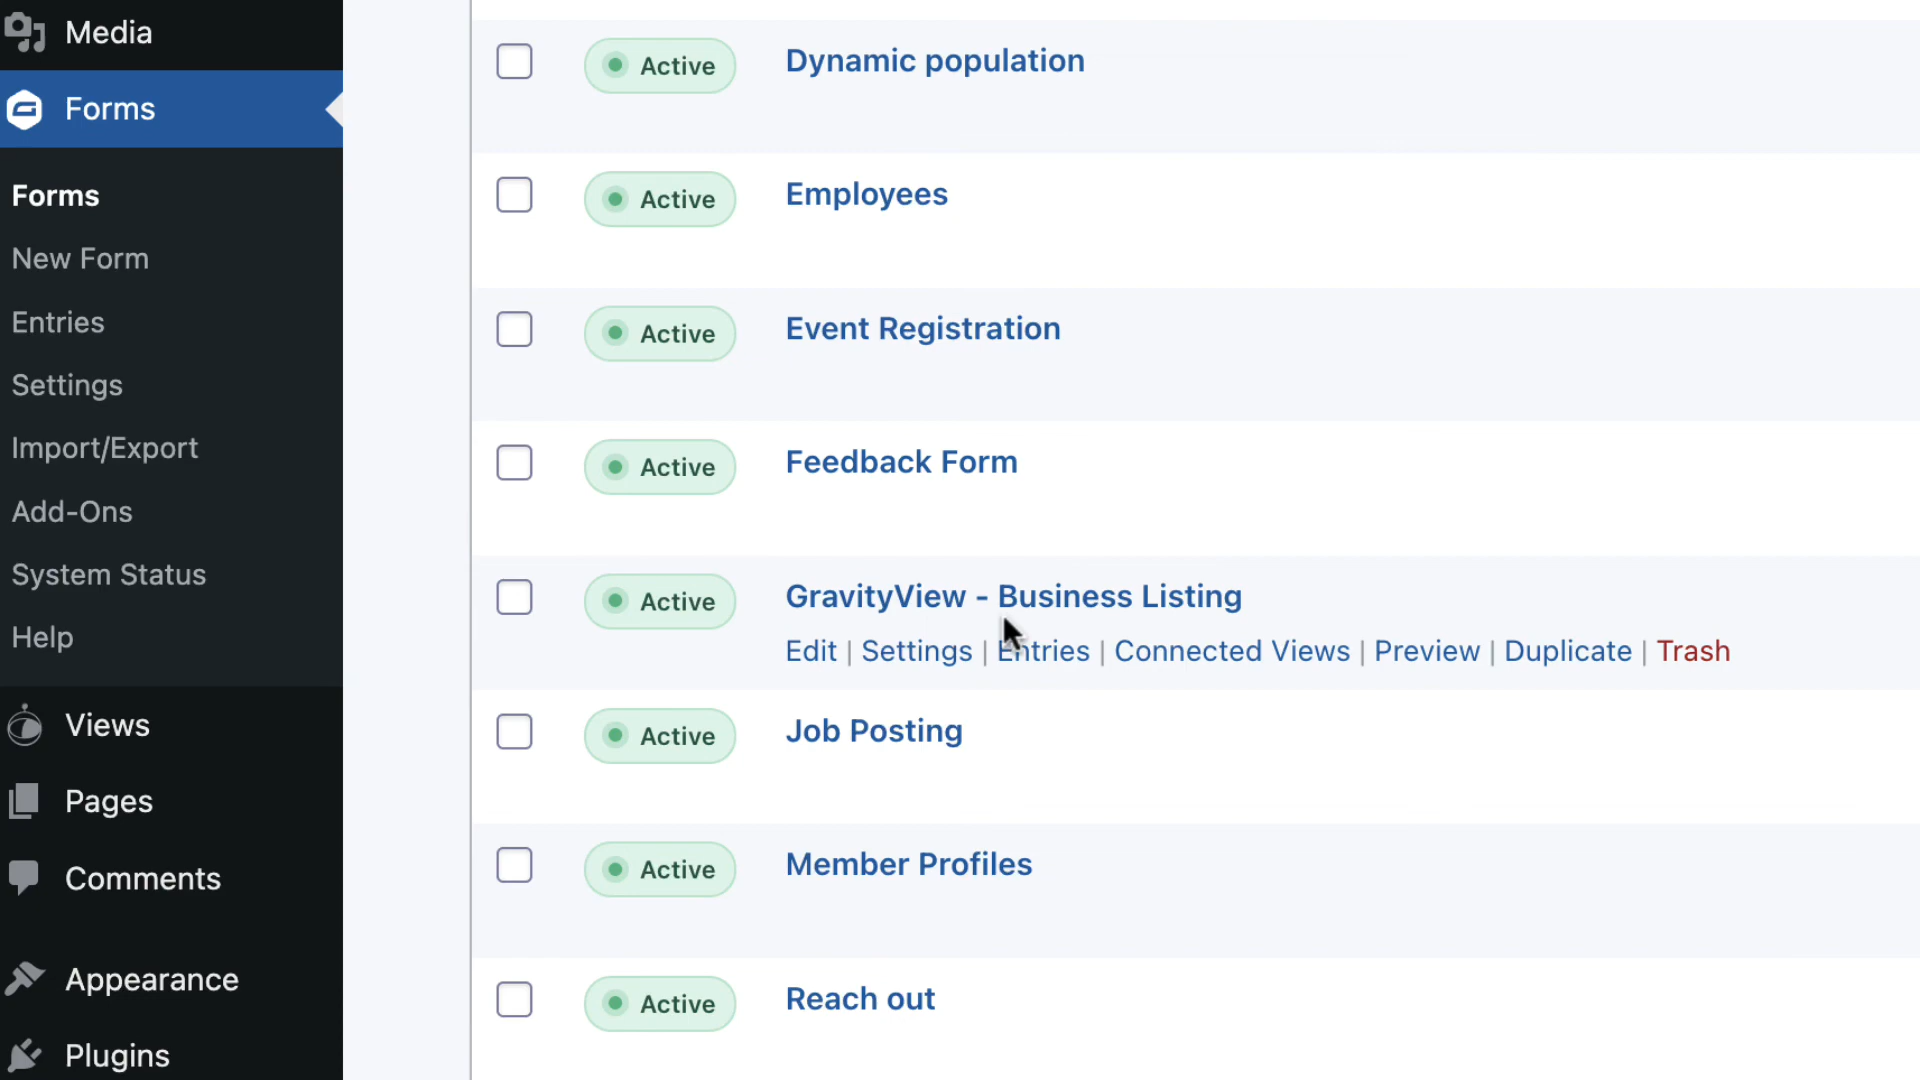 Media
Forms
Forms
New Form
Entries
Settings
Import/Export
Add-Ons
System Status
Help
Views
Pages
Comments
Appearance
Plugins
Active Dynamic population
Active Employees
Active Event Registration
Active Feedback Form
Active GravityView - Business Listing
Edit | Settings | Entries | Connected Views | Preview | Duplicate | Trash
Active Job Posting
Active Member Profiles
Active Reach out